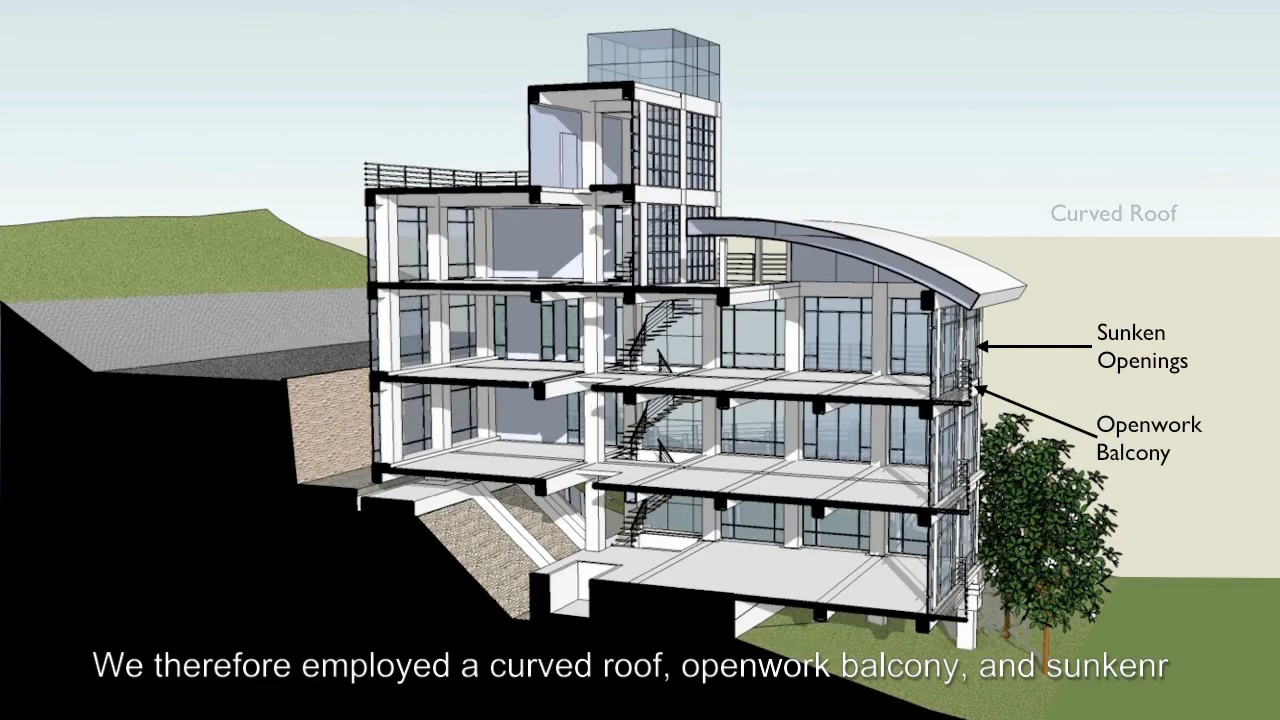 Curved Roof
Sunken
Openings
Openwork
Balcony
We therefore employed a curved roof, openwork balcony, and sunkenr